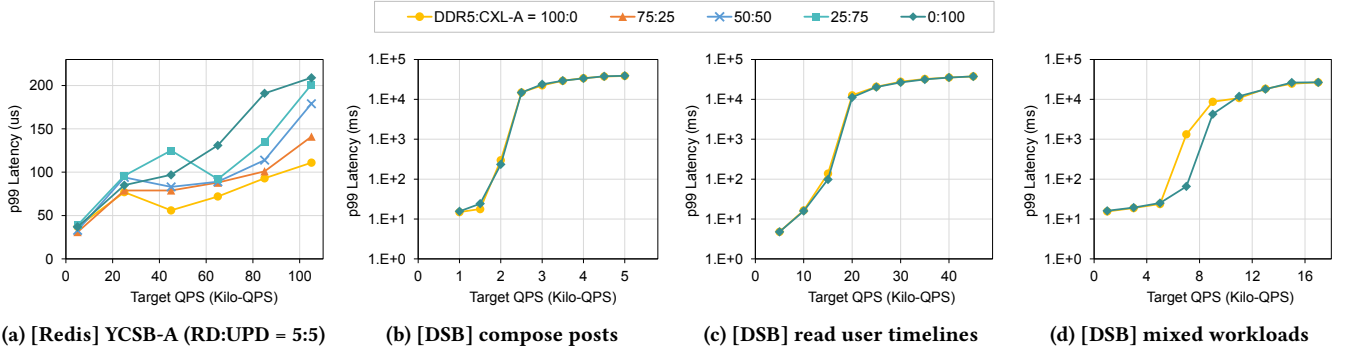 DDR5:CXL-A = 100:0 75:25 50:50 25:75 0:100
p99 Latency (us)
200
150
100
50
0
0 20 40 60 80 100
Target QPS (Kilo-QPS)
(a) [Redis] YCSB-A (RD:UPD = 5:5)
p99 Latency (ms)
1.E+5
1.E+4
1.E+3
1.E+2
1.E+1
1.E+0
0 1 2 3 4 5
Target QPS (Kilo-QPS)
(b) [DSB] compose posts
p99 Latency (ms)
1.E+5
1.E+4
1.E+3
1.E+2
1.E+1
1.E+0
0 10 20 30 40
Target QPS (Kilo-QPS)
(c) [DSB] read user timelines
p99 Latency (ms)
1.E+5
1.E+4
1.E+3
1.E+2
1.E+1
1.E+0
0 4 8 12 16
Target QPS (Kilo-QPS)
(d) [DSB] mixed workloads